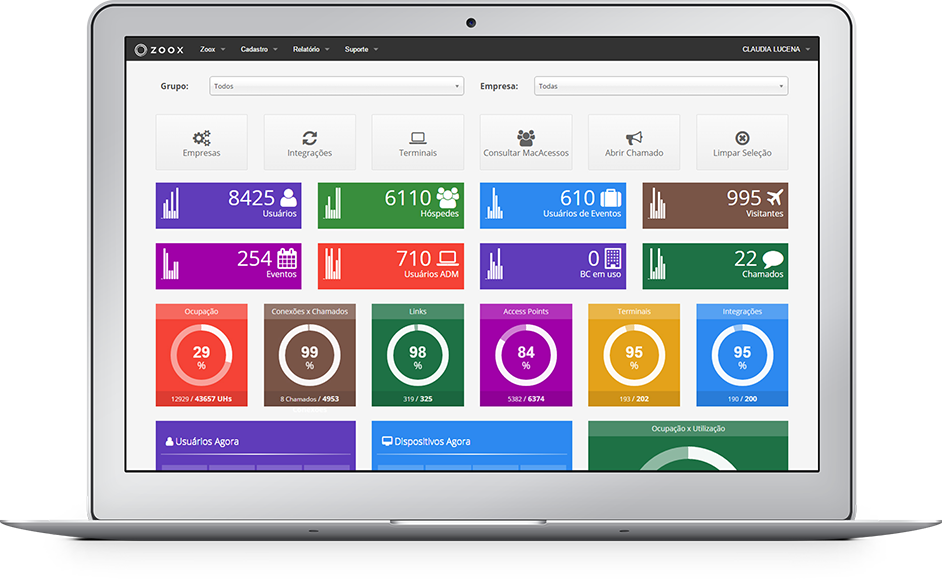 ZOOX Zoox Cadastro Relatório Suporte CLAUDIA LUCENA
Grupo: Todos Empresa: Todas
Empresas Integrações Terminais Consultar MacAcessos Abrir Chamado Limpar Seleção
8425 6110 610 995
Usuários Hóspedes Usuários de Eventos Visitantes
254 710 0 22
Eventos Usuários ADM BC em uso Chamados
Ocupação Conexões x Chamados Links Access Points Terminais Integrações
29 99 98 84 95 95
% % % % % %
12929 / 43657 UHs 8 Chamados / 4953 319 / 325 5382 / 6374 193 / 202 190 / 200
Usuários Agora Dispositivos Agora Ocupação x Utilização